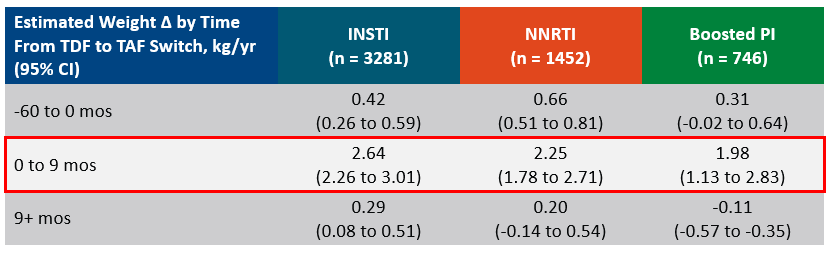 Estimated Weight Δ by Time
From TDF to TAF Switch, kg/yr
(95% CI)
INSTI
(n = 3281)
NNRTI
(n = 1452)
Boosted PI
(n = 746)
-60 to 0 mos
0.42
(0.26 to 0.59)
0.66
(0.51 to 0.81)
0.31
(-0.02 to 0.64)
0 to 9 mos
2.64
(2.26 to 3.01)
2.25
(1.78 to 2.71)
1.98
(1.13 to 2.83)
9+ mos
0.29
(0.08 to 0.51)
0.20
(-0.14 to 0.54)
-0.11
(-0.57 to -0.35)